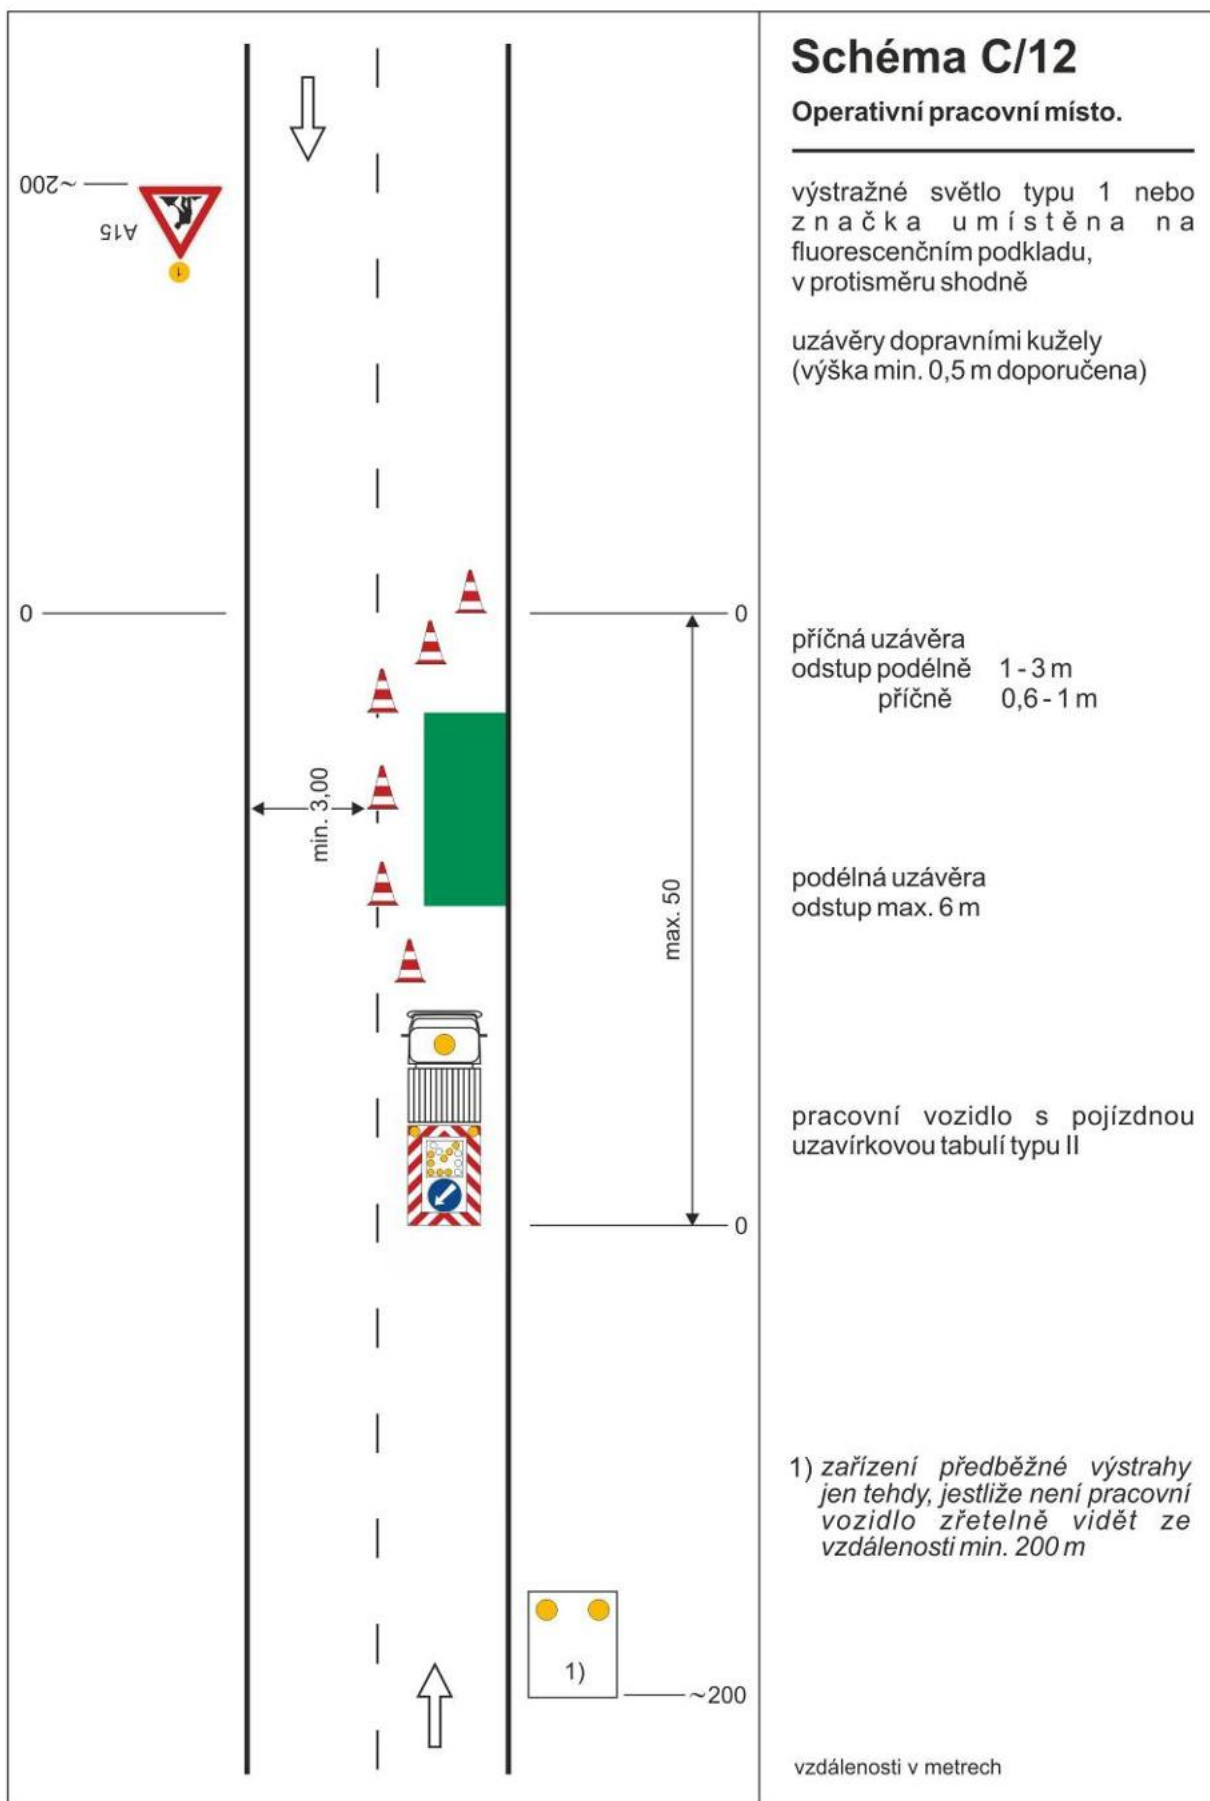 Schéma C/12
Operativní pracovní místo.
výstražné světlo typu 1 nebo
značka umístěna na
fluorescenčním podkladu,
v protisměru shodně
uzávěry dopravními kužely
(výška min. 0,5 m doporučena)
příčná uzávěra
odstup podélně 1 - 3 m
příčně 0,6 - 1 m
podélná uzávěra
odstup max. 6 m
pracovní vozidlo s pojízdnou
uzavírkovou tabulí typu II
1) zařízení předběžné výstrahy
jen tehdy, jestliže není pracovní
vozidlo zřetelně vidět ze
vzdálenosti min. 200 m
vzdálenosti v metrech
~200
A15
1
0
0
min. 3,00
max. 50
0
1)
~200